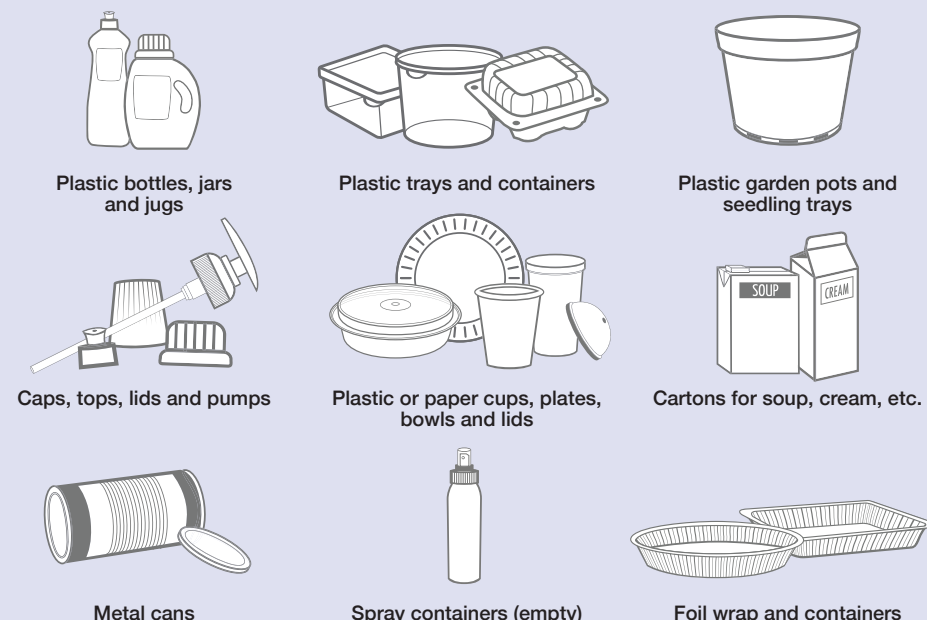 Plastic bottles, jars
and jugs
Plastic trays and containers
Plastic garden pots and
seedling trays
SOUP
CREAM
Caps, tops, lids and pumps
Plastic or paper cups, plates,
bowls and lids
Cartons for soup, cream, etc.
Metal cans
Spray containers (empty)
Foil wrap and containers